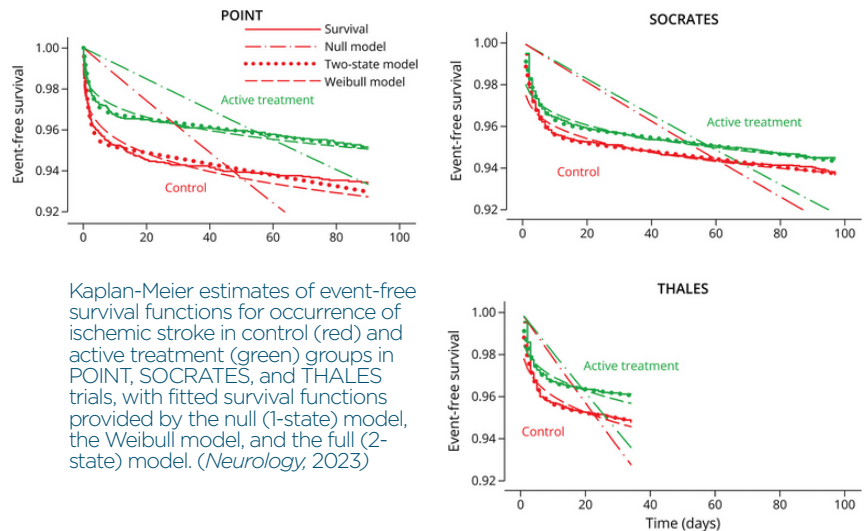 POINT
Survival
Null model
Two-state model
Weibull model
Event-free survival
1.00
0.98
0.96
0.94
0.92
Active treatment
Control
0
20
40
60
80
100
SOCRATES
Event-free survival
1.00
0.98
0.96
0.94
0.92
Active treatment
Control
0
20
40
60
80
100
Kaplan-Meier estimates of event-free
survival functions for occurrence of
ischemic stroke in control (red) and
active treatment (green) groups in
POINT, SOCRATES, and THALES
trials, with fitted survival functions
provided by the null (1-state) model,
the Weibull model, and the full (2-
state) model. (Neurology, 2023)
THALES
Event-free survival
1.00
0.98
0.96
0.94
0.92
Active treatment
Control
0
20
40
60
80
100
Time (days)